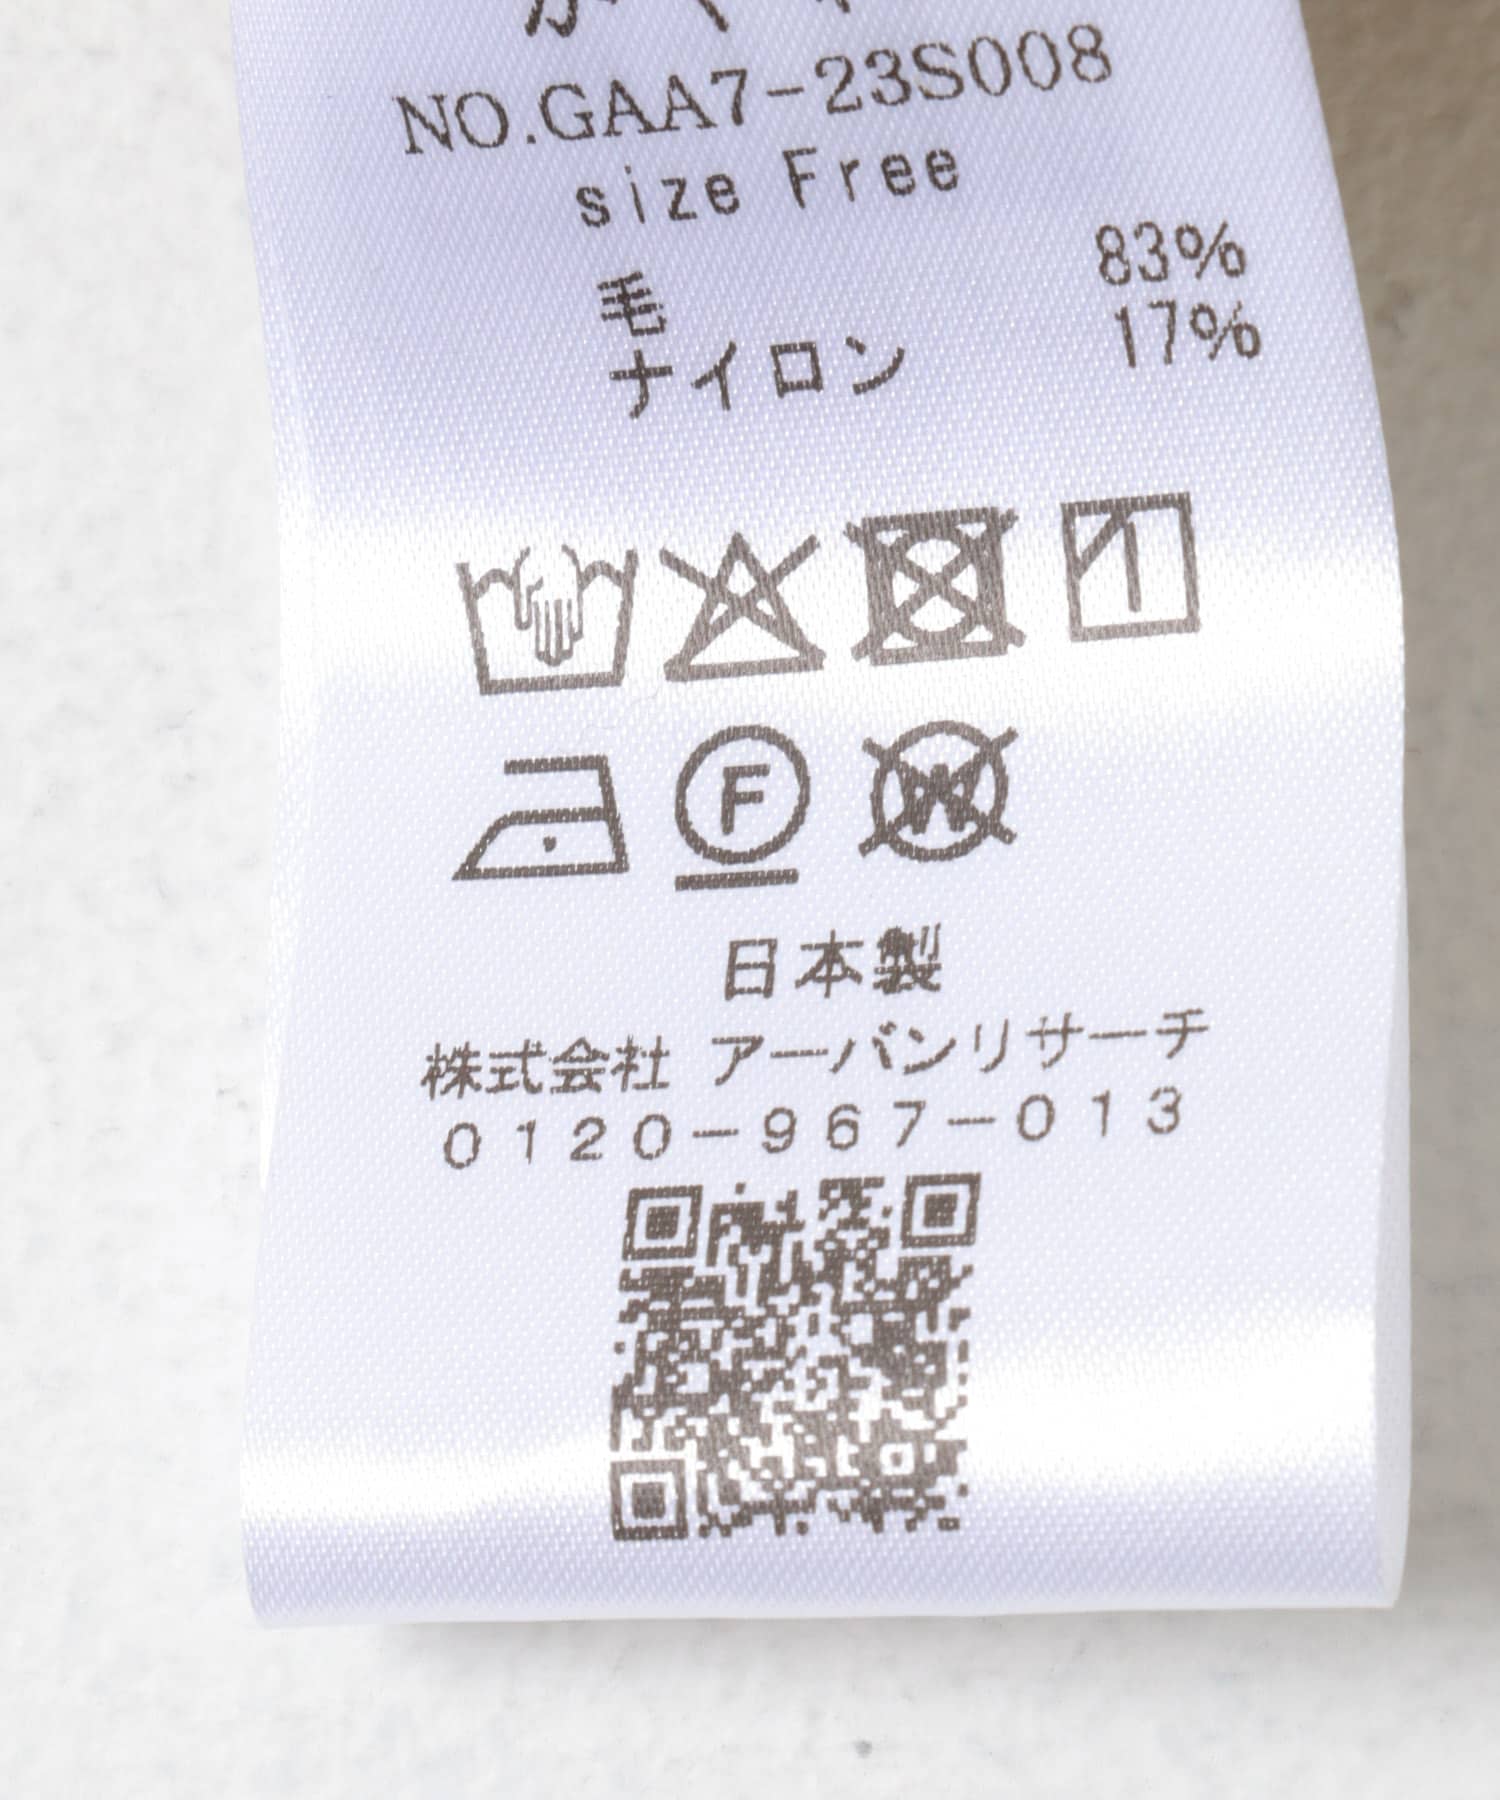 NO.GAA7-23S008
size Free
毛 83%
ナイロン 17%
F W
日本製
株式会社 アーバンリサーチ
0120-967-013